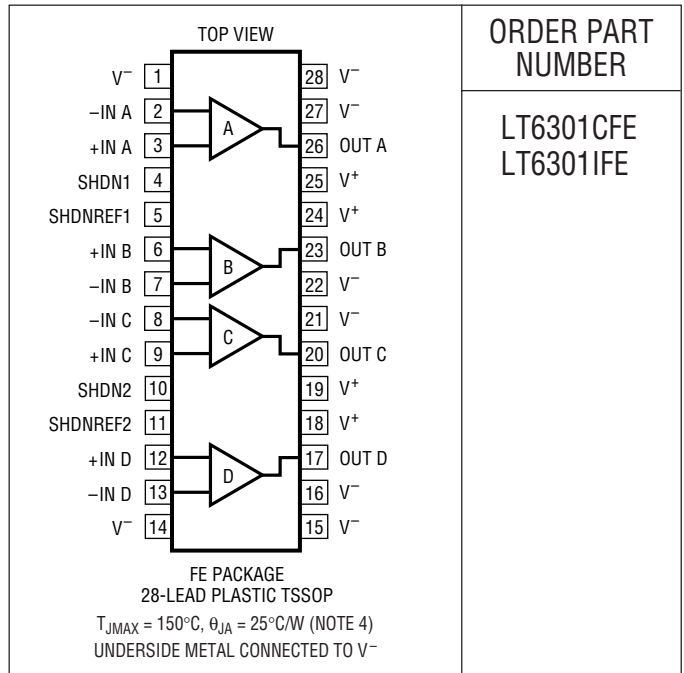 TOP VIEW
V⁻ 1
–IN A 2
+IN A 3
SHDN1 4
SHDNREF1 5
+IN B 6
–IN B 7
–IN C 8
+IN C 9
SHDN2 10
SHDNREF2 11
+IN D 12
–IN D 13
V⁻ 14
A
B
C
D
28 V⁻
27 V⁻
26 OUT A
25 V⁺
24 V⁺
23 OUT B
22 V⁻
21 V⁻
20 OUT C
19 V⁺
18 V⁺
17 OUT D
16 V⁻
15 V⁻
FE PACKAGE
28-LEAD PLASTIC TSSOP
TJMAX = 150°C, θJA = 25°C/W (NOTE 4)
UNDERSIDE METAL CONNECTED TO V⁻
ORDER PART
NUMBER
LT6301CFE
LT6301IFE